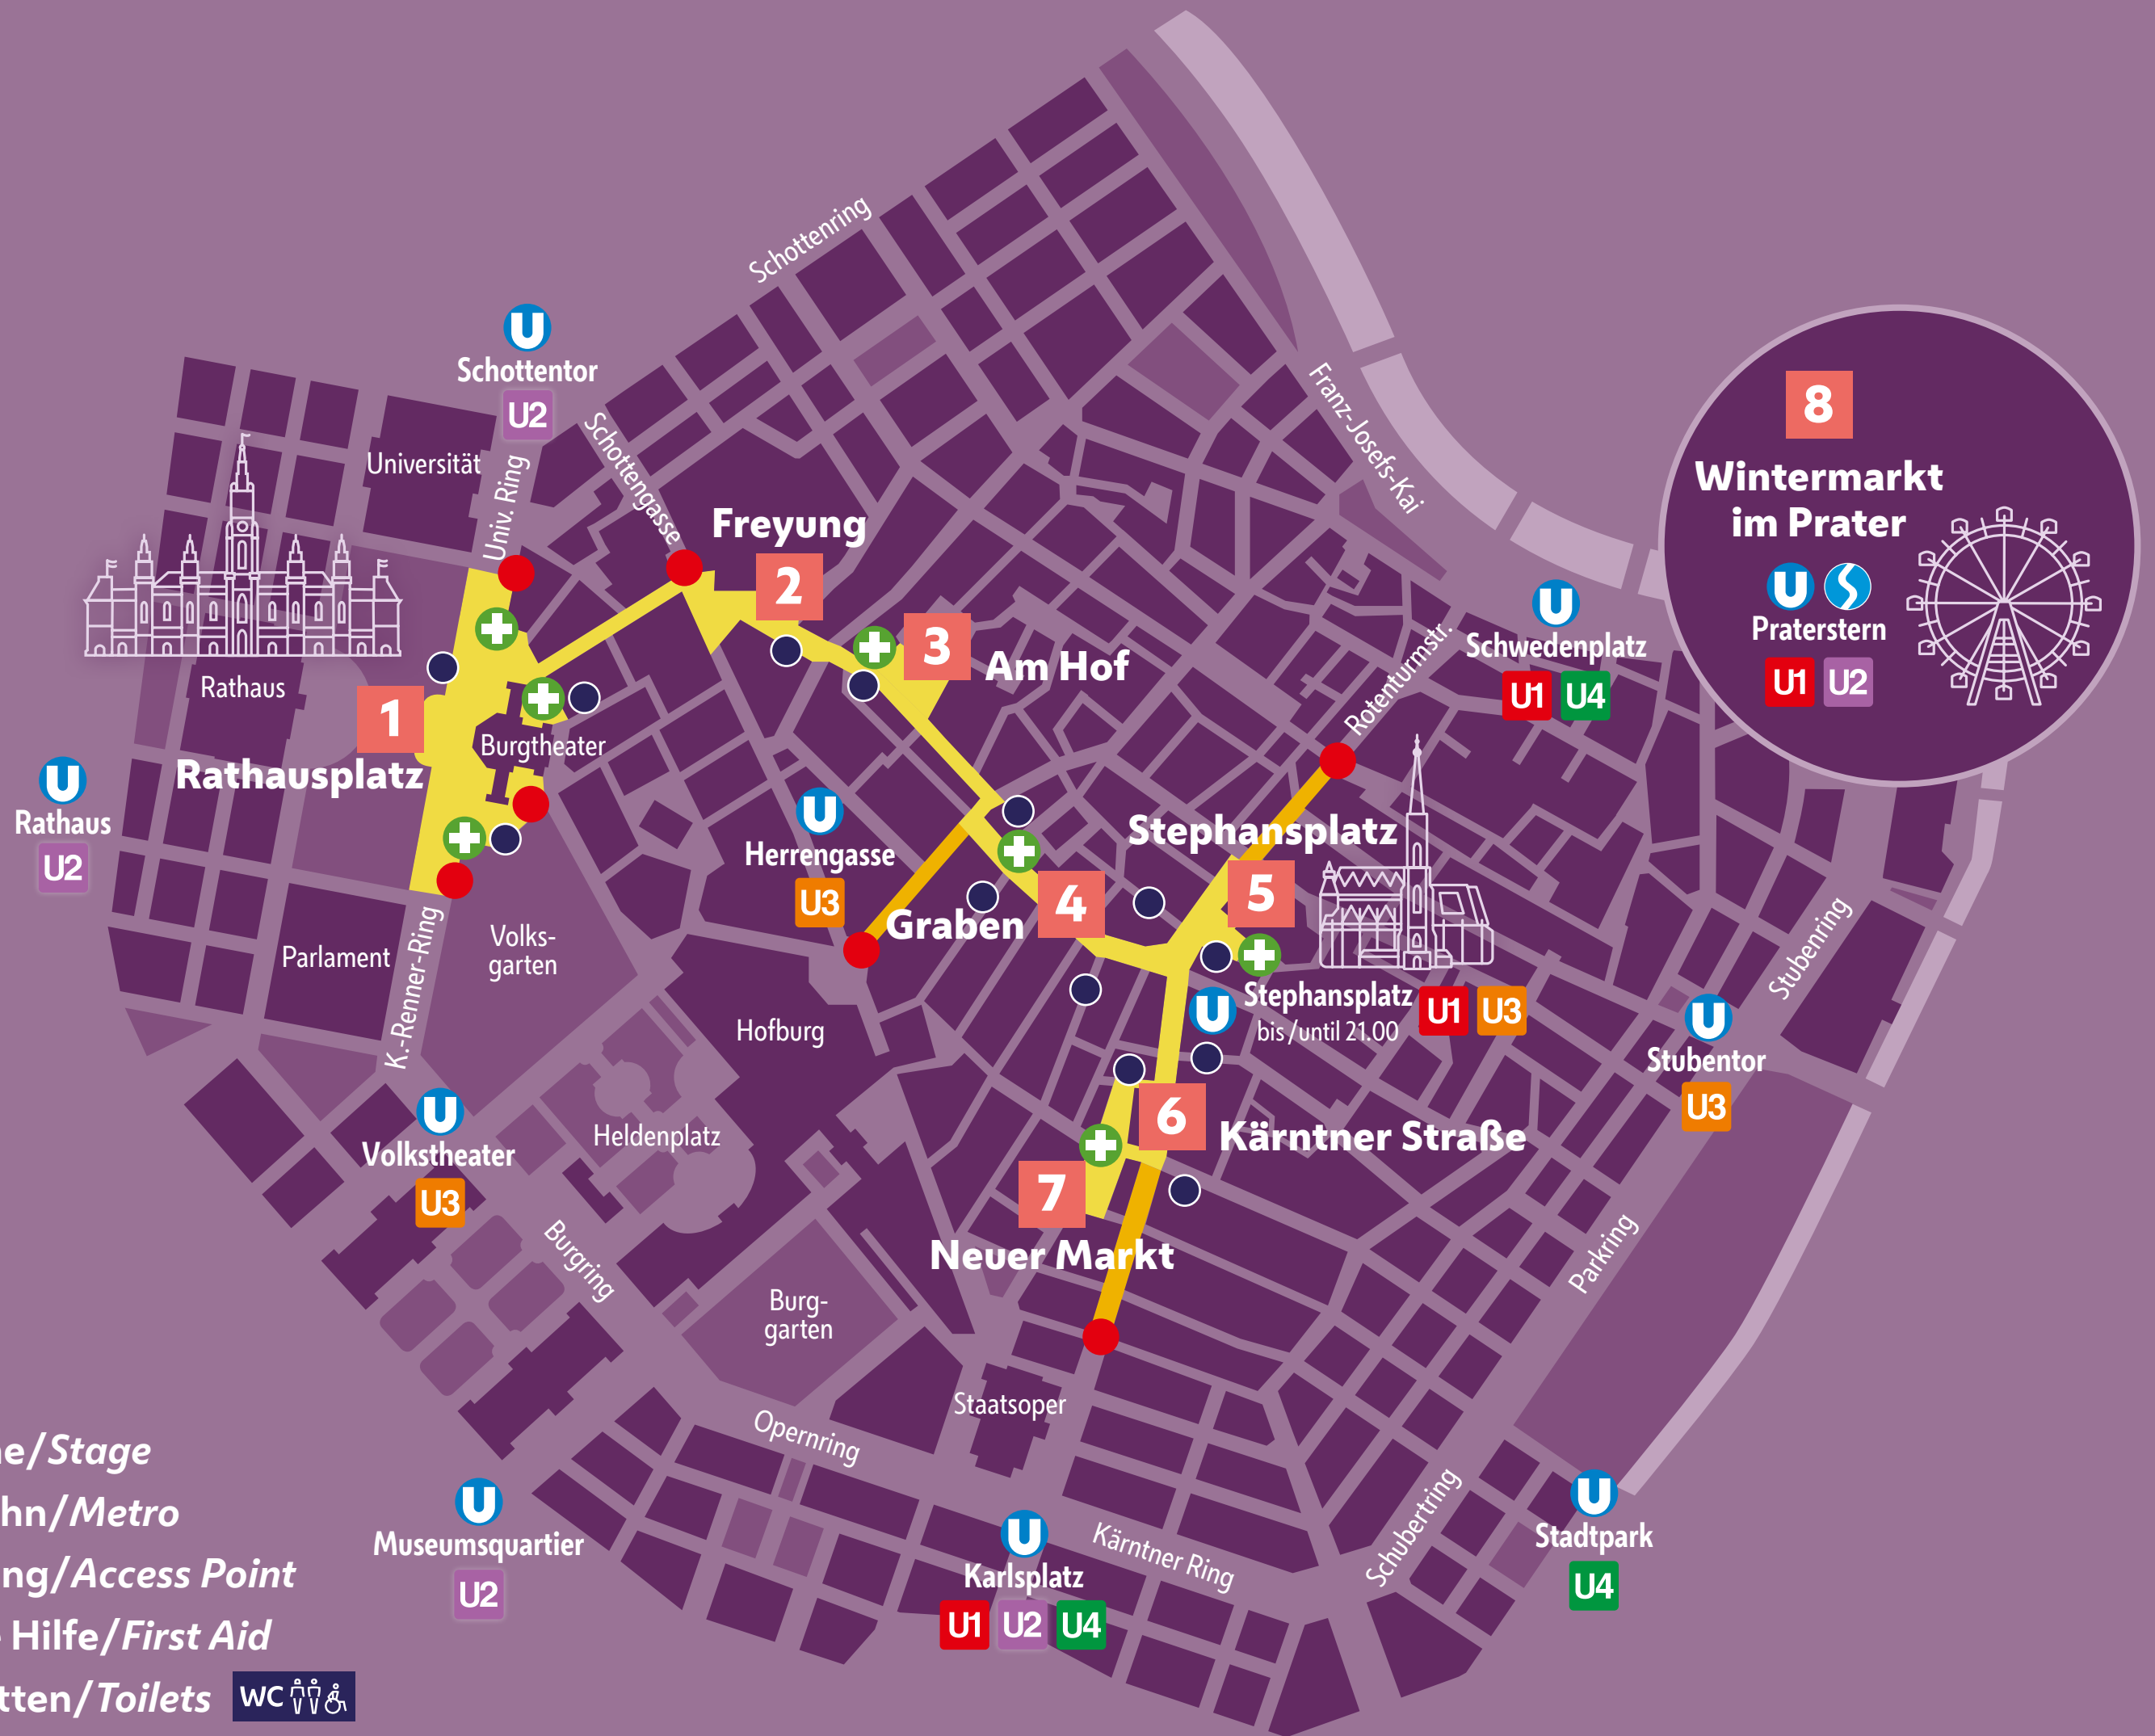 Schottenring
U
Schottentor
U2
Schottengasse
Universität
Univ. Ring
Franz-Josefs-Kai
8
Wintermarkt
im Prater
U
Praterstern
U1 U2
Freyung
2
3
Am Hof
U
Schwedenplatz
U1 U4
Rotenturmstr.
Rathaus
1
Burgtheater
Rathausplatz
U
Rathaus
U2
U
Herrengasse
U3
Stephansplatz
5
Graben
4
Stubenring
Parlament
K.-Renner-Ring
Volks-
garten
Hofburg
U
Stephansplatz U1 U3
bis/until 21.00
U
Stubentor
U3
U
Volkstheater
U3
Heldenplatz
6
Kärntner Straße
7
Neuer Markt
Burgring
Parkring
Burg-
garten
Staatsoper
Opernring
Kärntner Ring
Schubertring
U
Museumsquartier
U2
U
Karlsplatz
U1 U2 U4
U
Stadtpark
U4
e/Stage
hn/Metro
ng/Access Point
Hilfe/First Aid
tten/Toilets WC